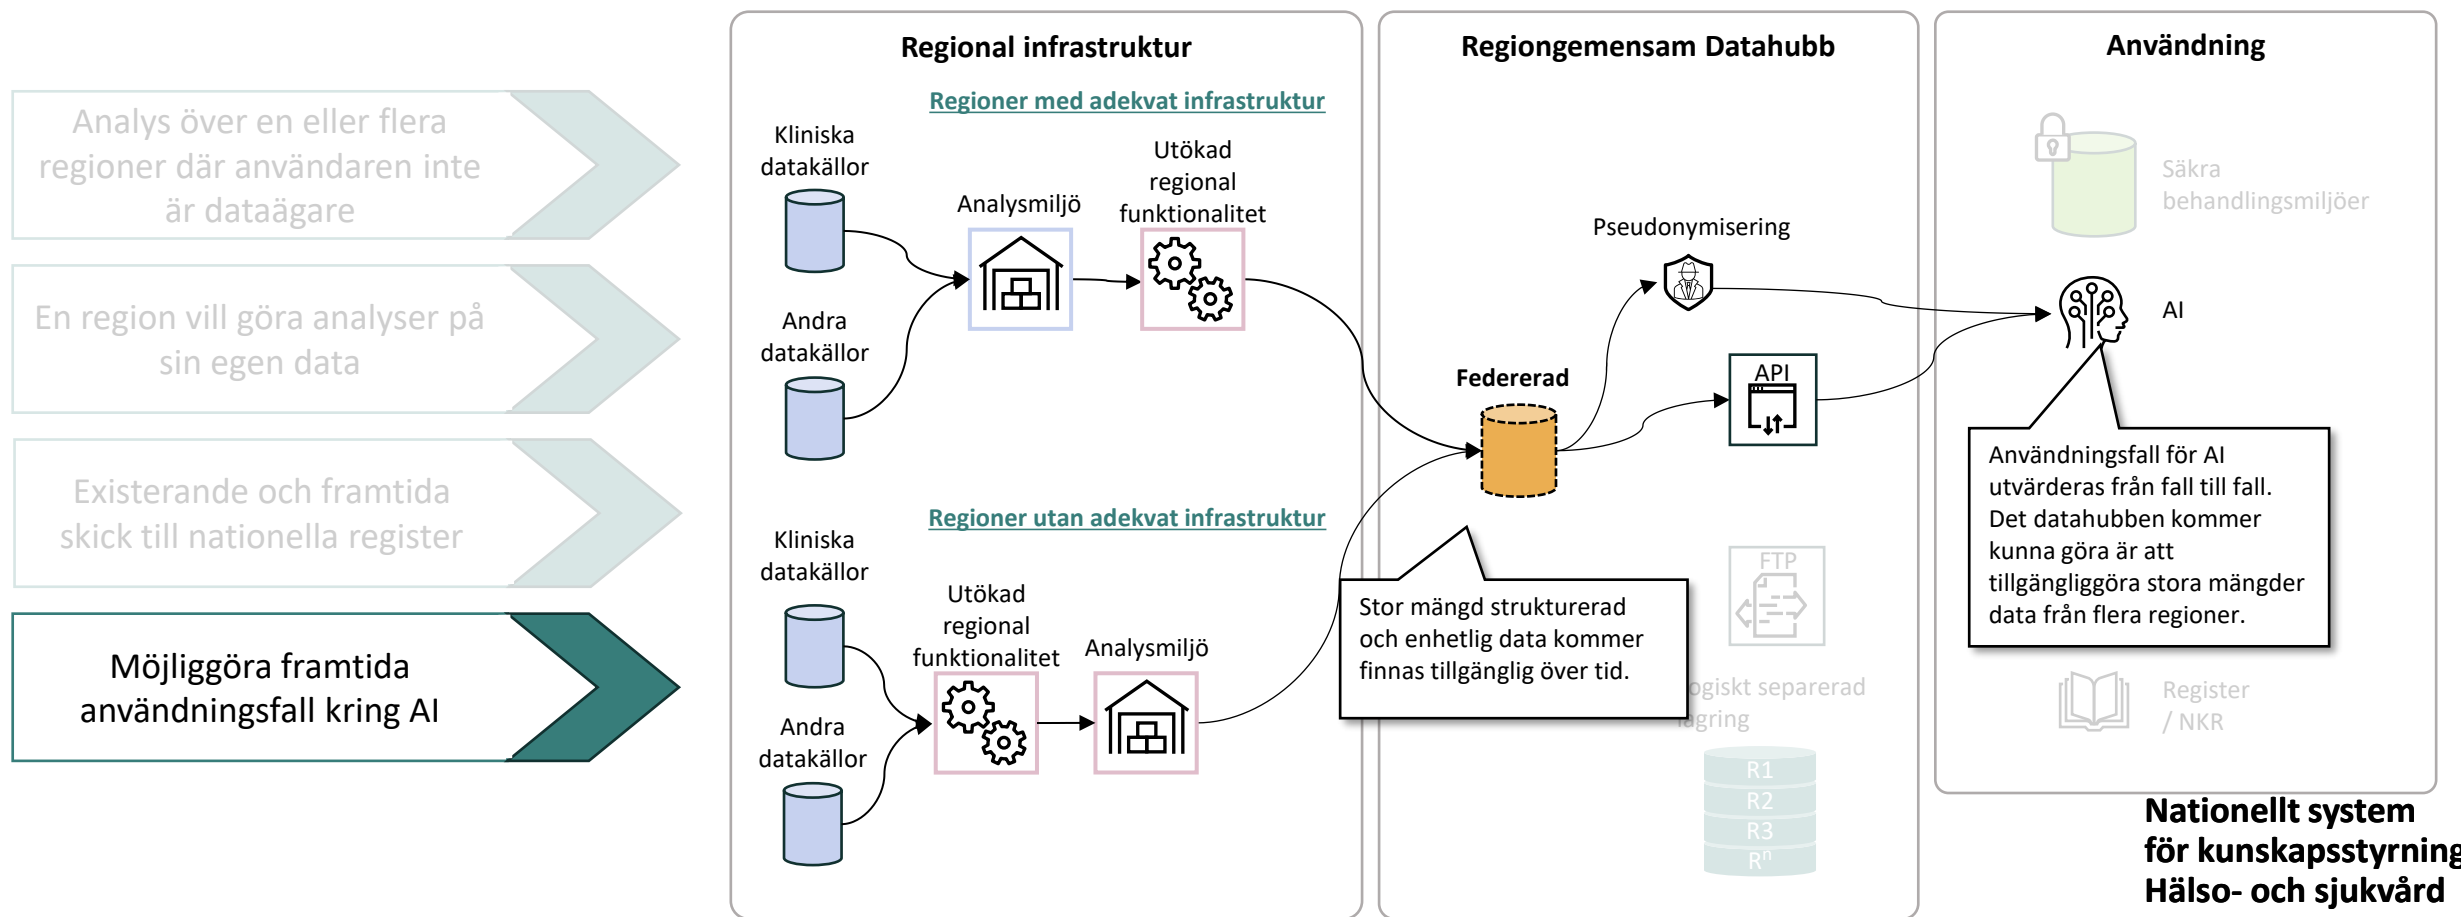 Analys över en eller flera
regioner där användaren inte
är dataägare
En region vill göra analyser på
sin egen data
Existerande och framtida
skick till nationella register
Möjliggöra framtida
användningsfall kring AI
Regional infrastruktur
Regioner med adekvat infrastruktur
Kliniska
datakällor
Analysmiljö
Utökad
regional
funktionalitet
Andra
datakällor
Regioner utan adekvat infrastruktur
Kliniska
datakällor
Utökad
regional
funktionalitet
Analysmiljö
Andra
datakällor
Regiongemensam Datahubb
Pseudonymisering
Federerad
API
FTP
Stor mängd strukturerad
och enhetlig data kommer
finnas tillgänglig över tid.
separerad
lagring
R1
R2
R3
Rⁿ
Användning
Säkra
behandlingsmiljöer
AI
Användningsfall för AI
utvärderas från fall till fall.
Det datahubben kommer
kunna göra är att
tillgängliggöra stora mängder
data från flera regioner.
Register
/ NKR
Nationellt system
för kunskapsstyrning
Hälso- och sjukvård